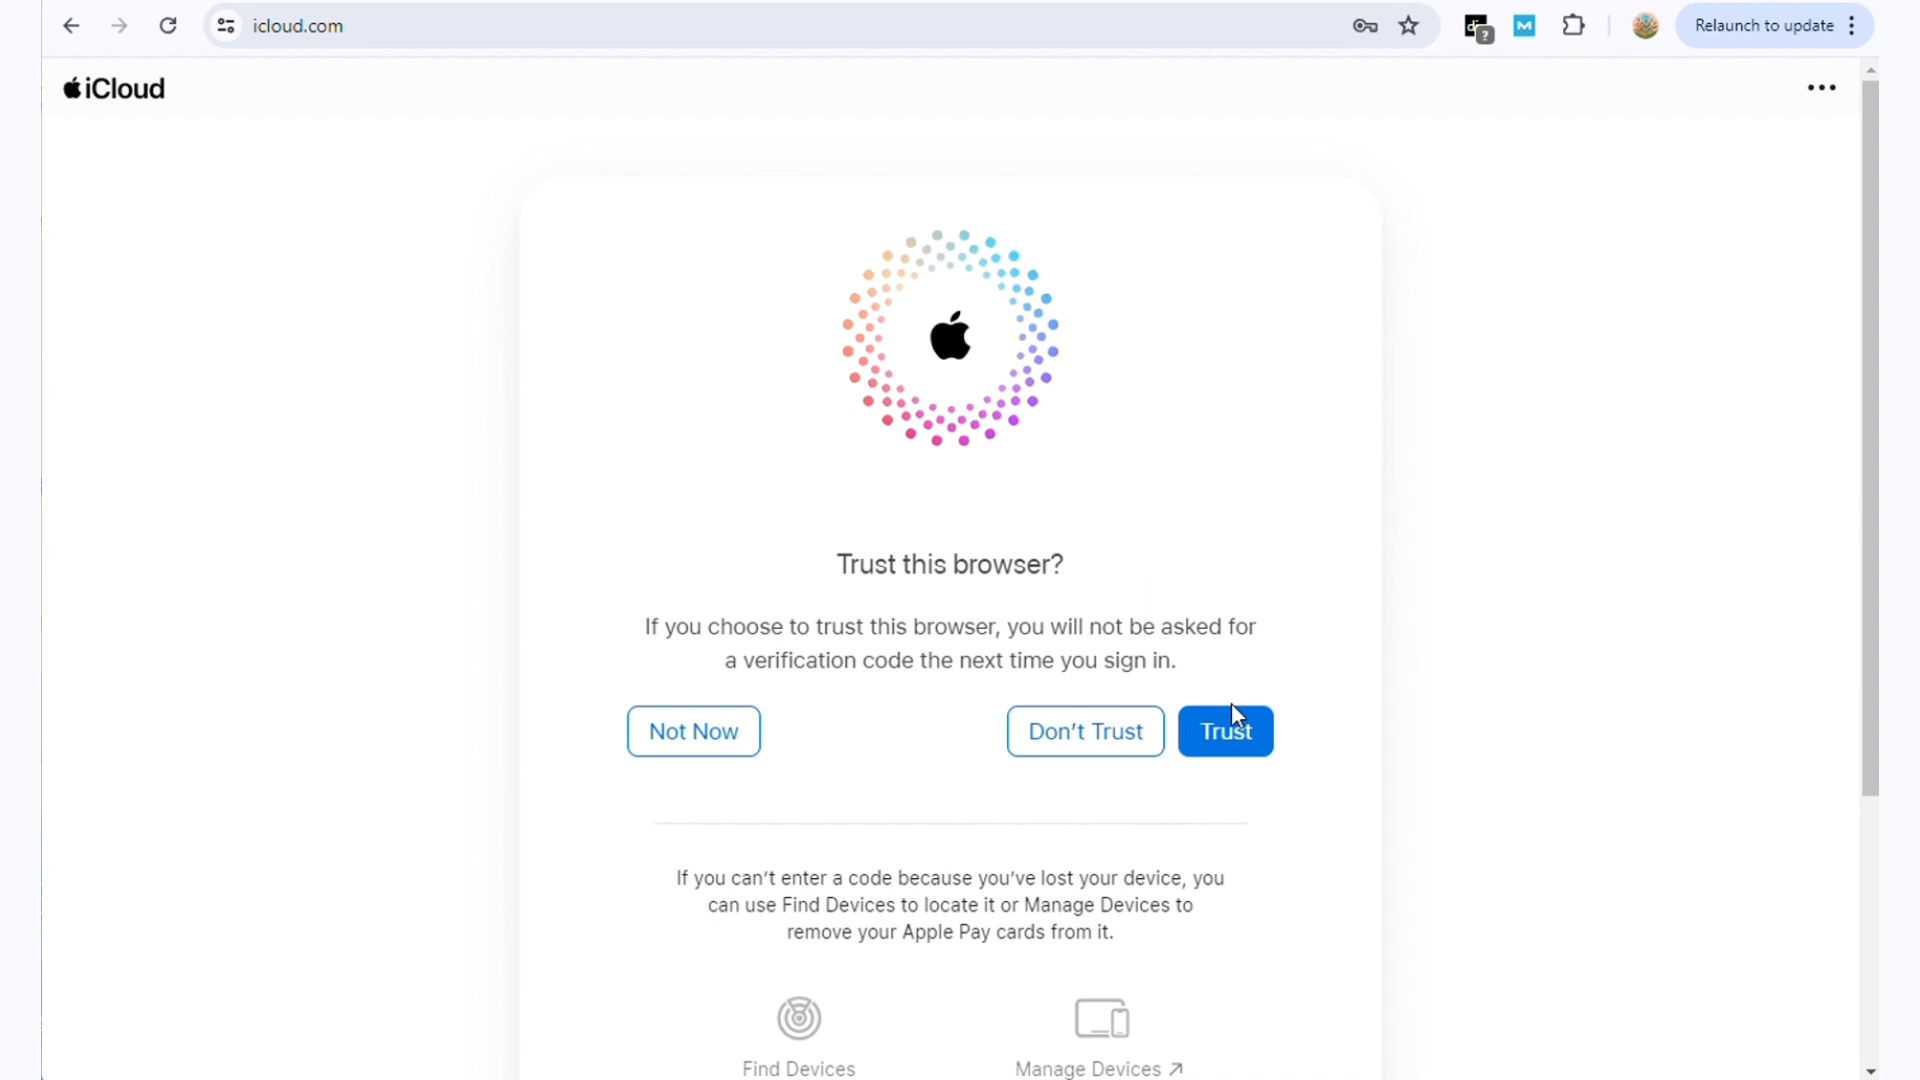 icloud.com
Relaunch to update
iCloud
Trust this browser?
If you choose to trust this browser, you will not be asked for
a verification code the next time you sign in.
Not Now
Don't Trust
Trust
If you can't enter a code because you've lost your device, you
can use Find Devices to locate it or Manage Devices to
remove your Apple Pay cards from it.
Find Devices
Manage Devices ↗